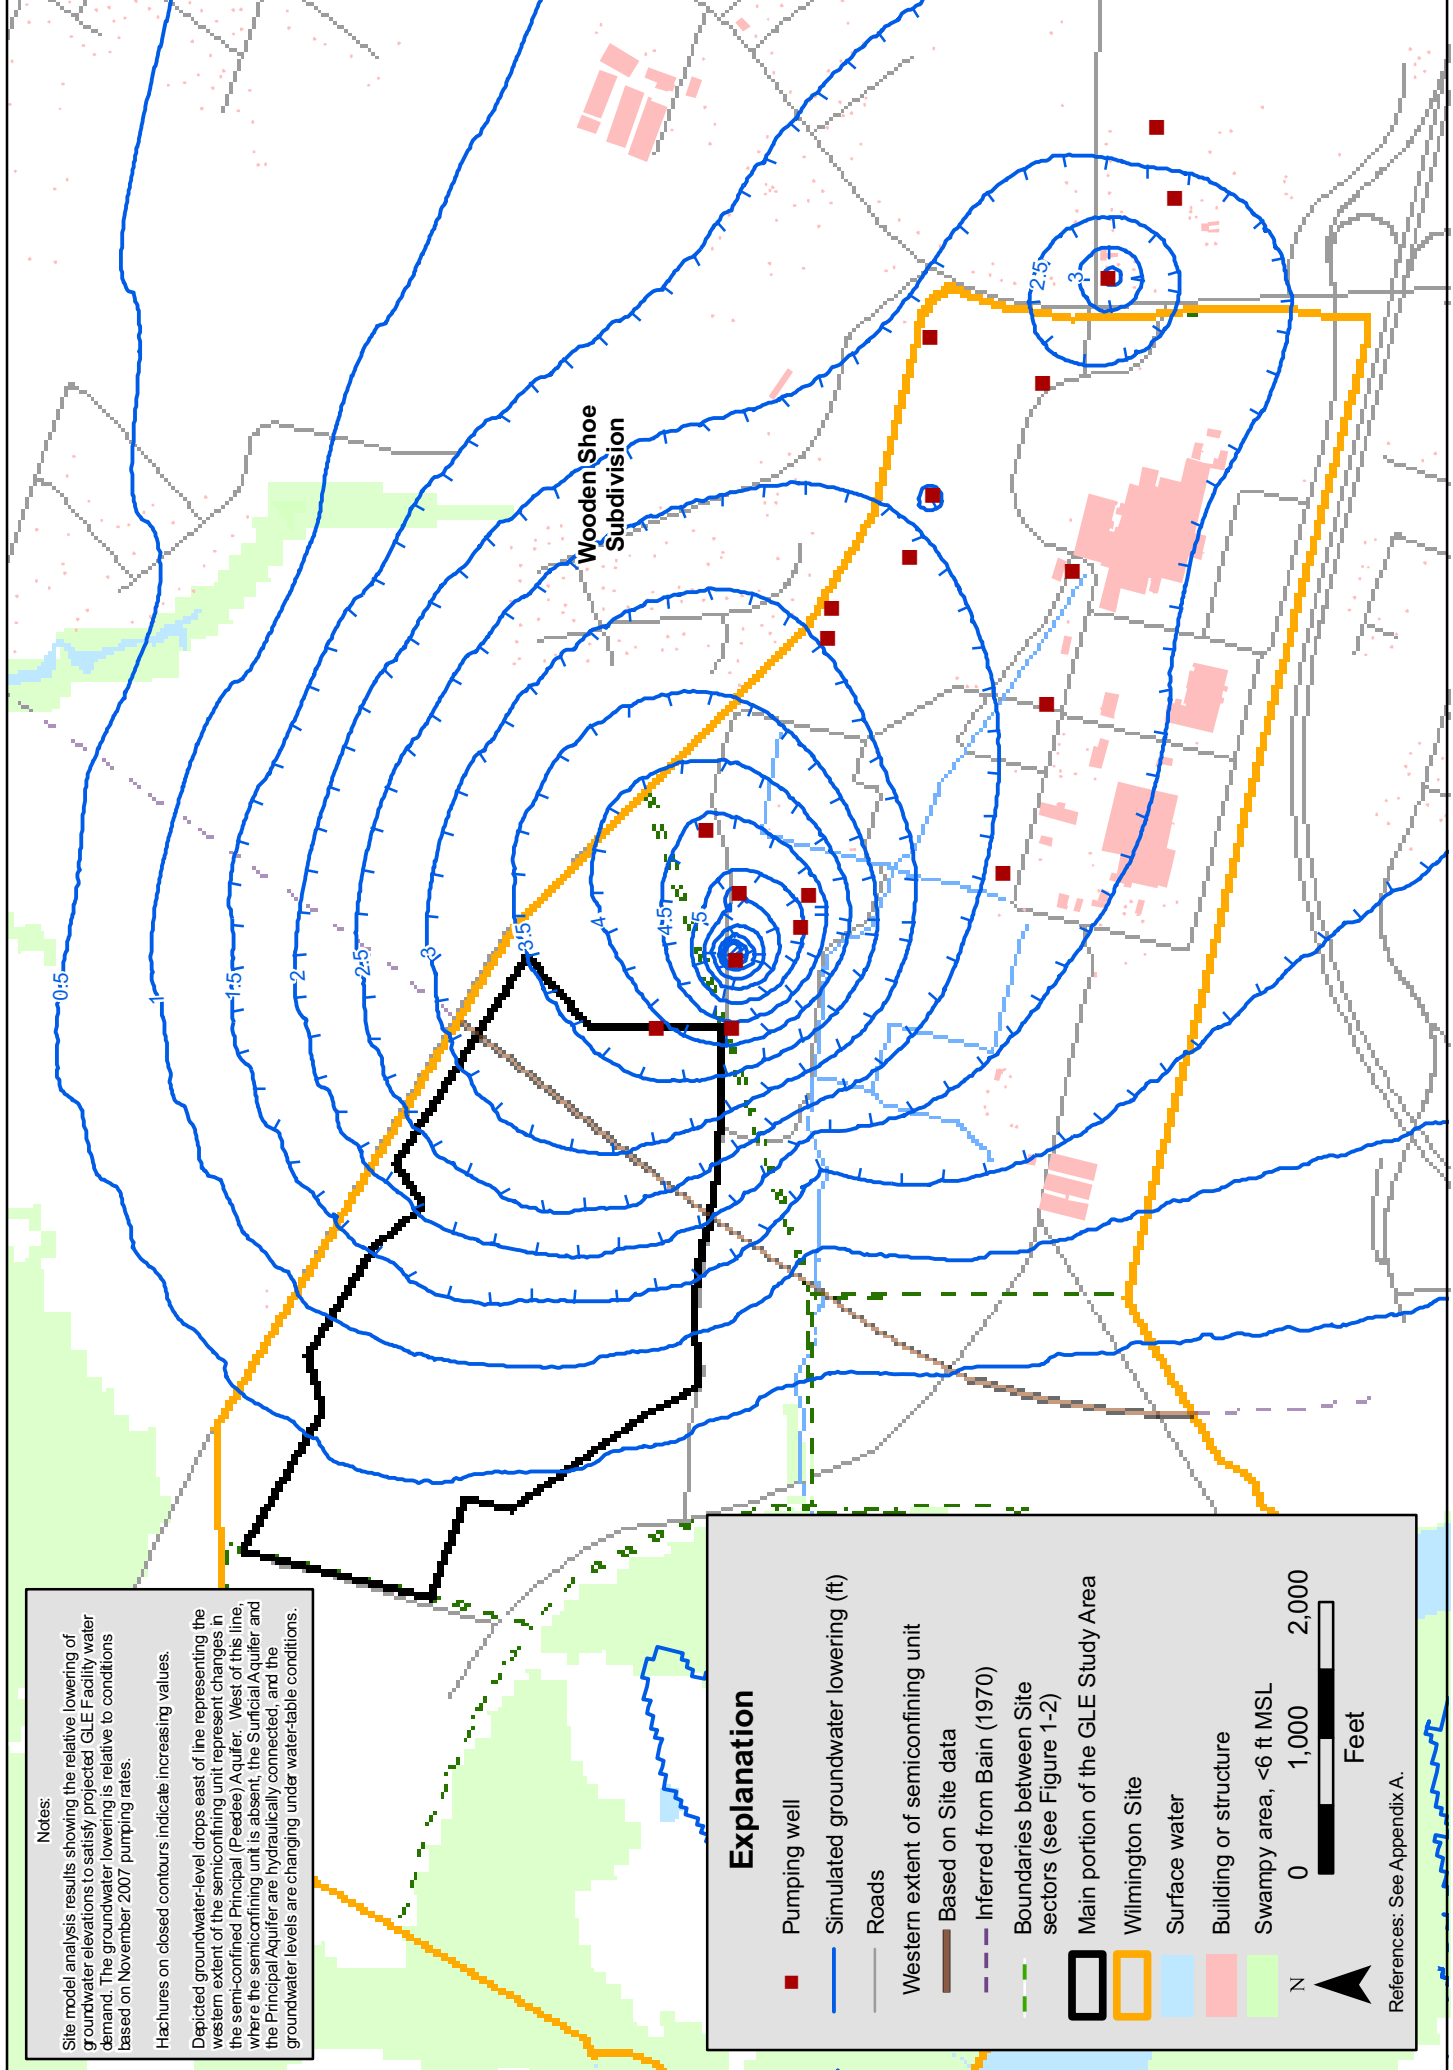 Notes:
Site model analysis results showing the relative lowering of
groundwater elevations to satisfy projected GLE Facility water
demand. The groundwater lowering is relative to conditions
based on November 2007 pumping rates.
Hachures on closed contours indicate increasing values.
Depicted groundwater-level drops east of line representing the
western extent of the semiconfining unit represent changes in
the semi-confined Principal (Peedee) Aquifer. West of this line,
where the semiconfining unit is absent, the Surficial Aquifer and
the Principal Aquifer are hydraulically connected, and the
groundwater levels are changing under water-table conditions.
0.5
1
1.5
2
2.5
3
3.5
4
4.5
5
Wooden Shoe
Subdivision
2.5
3
Explanation
Pumping well
Simulated groundwater lowering (ft)
Roads
Western extent of semiconfining unit
Based on Site data
Inferred from Bain (1970)
Boundaries between Site
sectors (see Figure 1-2)
Main portion of the GLE Study Area
Wilmington Site
Surface water
Building or structure
Swampy area, <6 ft MSL
N
0 1,000 2,000
Feet
References: See Appendix A.